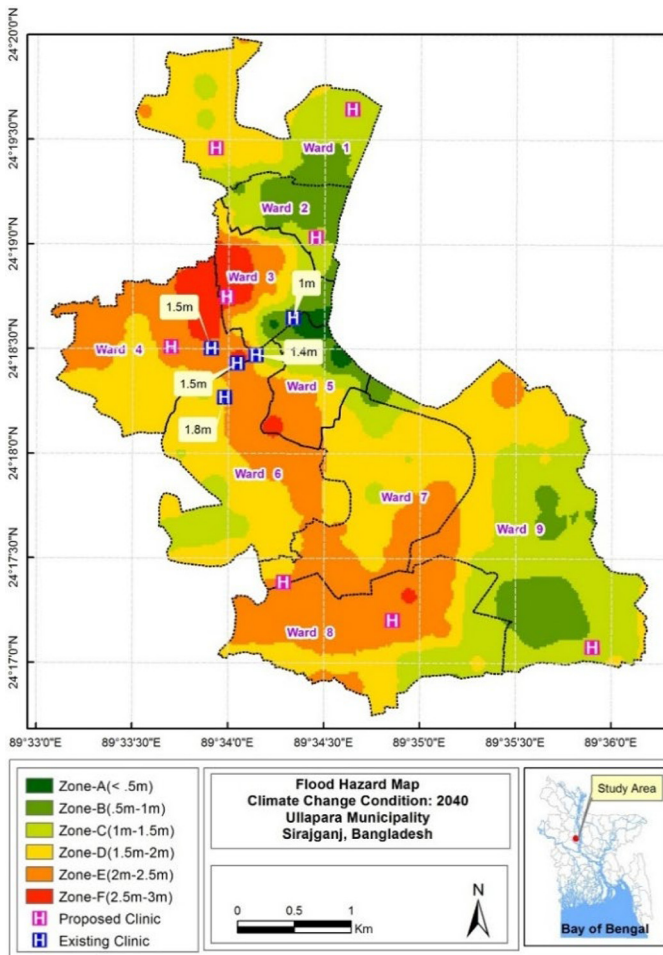 24°20'0"N
24°19'30"N
24°19'0"N
24°18'30"N
24°18'0"N
24°17'30"N
24°17'0"N
H
Ward 1
H
Ward 2
H
Ward 3
1m
1.5m
H
H
Ward 4
H
H
H
1.4m
H
1.5m
Ward 5
H
1.8m
Ward 6
Ward 7
Ward 9
H
H
Ward 8
H
89°33'0"E 89°33'30"E 89°34'0"E 89°34'30"E 89°35'0"E 89°35'30"E 89°36'0"E
Zone-A(< .5m)
Zone-B(.5m-1m)
Zone-C(1m-1.5m)
Zone-D(1.5m-2m)
Zone-E(2m-2.5m)
Zone-F(2.5m-3m)
H Proposed Clinic
H Existing Clinic
Flood Hazard Map
Climate Change Condition: 2040
Ullapara Municipality
Sirajganj, Bangladesh
N
0 0.5 1
Km
Study Area
Bay of Bengal